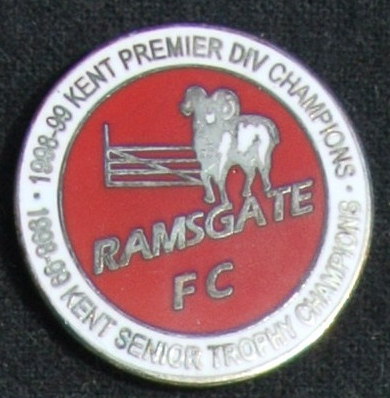 · 1998-99 KENT PREMIER DIV CHAMPIONS ·
1998-99 KENT SENIOR TROPHY CHAMPIONS
RAMSGATE
FC